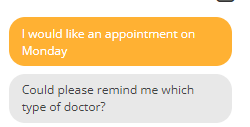 I would like an appointment on
Monday
Could please remind me which
type of doctor?